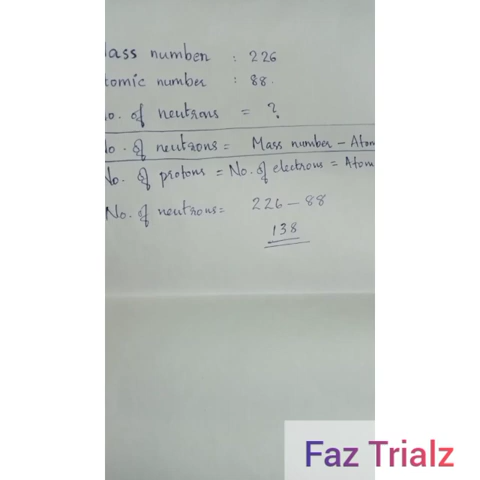 ass number : 226
tomic number : 88.
o. of neutrons = ?
No. of neutrons = Mass number - Atom
No. of protons = No. of electrons = Atom
No. of neutrons = 226 - 88
138
Faz Trialz